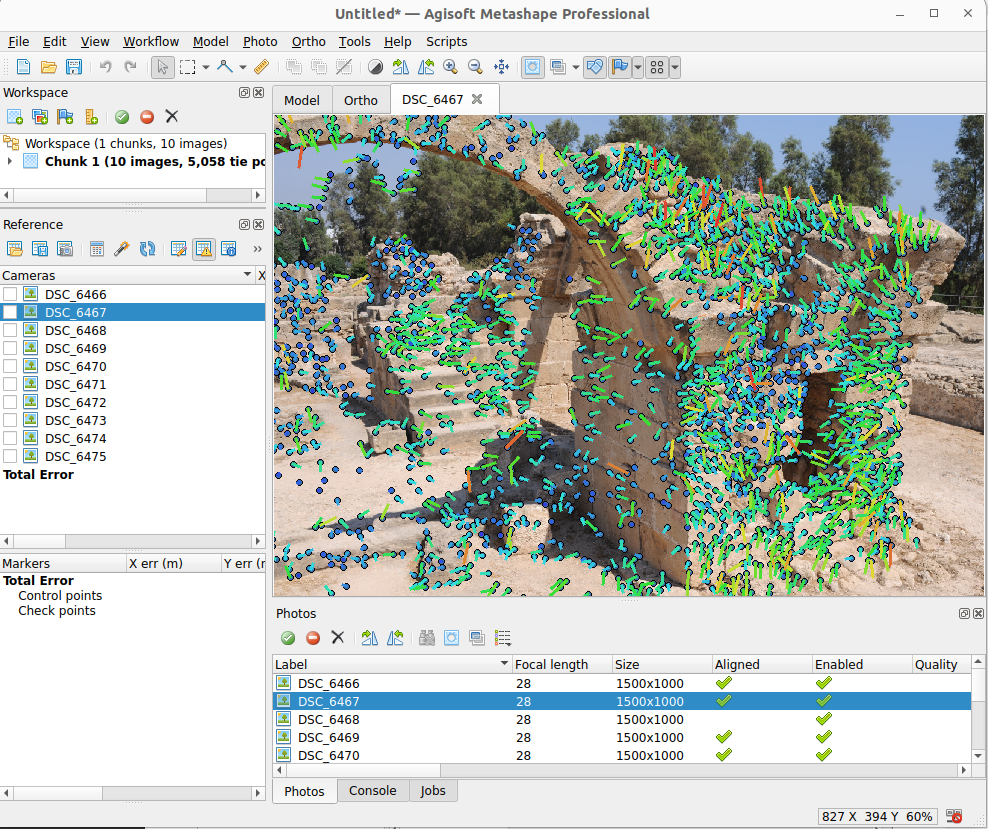 Untitled* — Agisoft Metashape Professional
File Edit View Workflow Model Photo Ortho Tools Help Scripts
Workspace
Workspace (1 chunks, 10 images)
Chunk 1 (10 images, 5,058 tie po
Reference
Cameras X
DSC_6466
DSC_6467
DSC_6468
DSC_6469
DSC_6470
DSC_6471
DSC_6472
DSC_6473
DSC_6474
DSC_6475
Total Error
Markers X err (m) Y err (r
Total Error
Control points
Check points
Model Ortho DSC_6467
Photos
Label Focal length Size Aligned Enabled Quality
DSC_6466 28 1500x1000
DSC_6467 28 1500x1000
DSC_6468 28 1500x1000
DSC_6469 28 1500x1000
DSC_6470 28 1500x1000
Photos Console Jobs
827 X 394 Y 60%